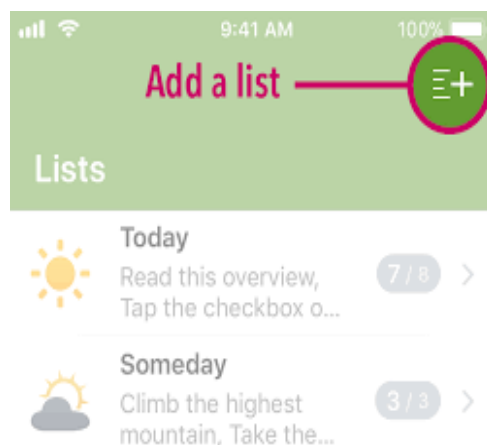 9:41 AM 100%
Add a list
Lists
Today
Read this overview,
Tap the checkbox o...
7 / 8
Someday
Climb the highest
mountain, Take the...
3 / 3